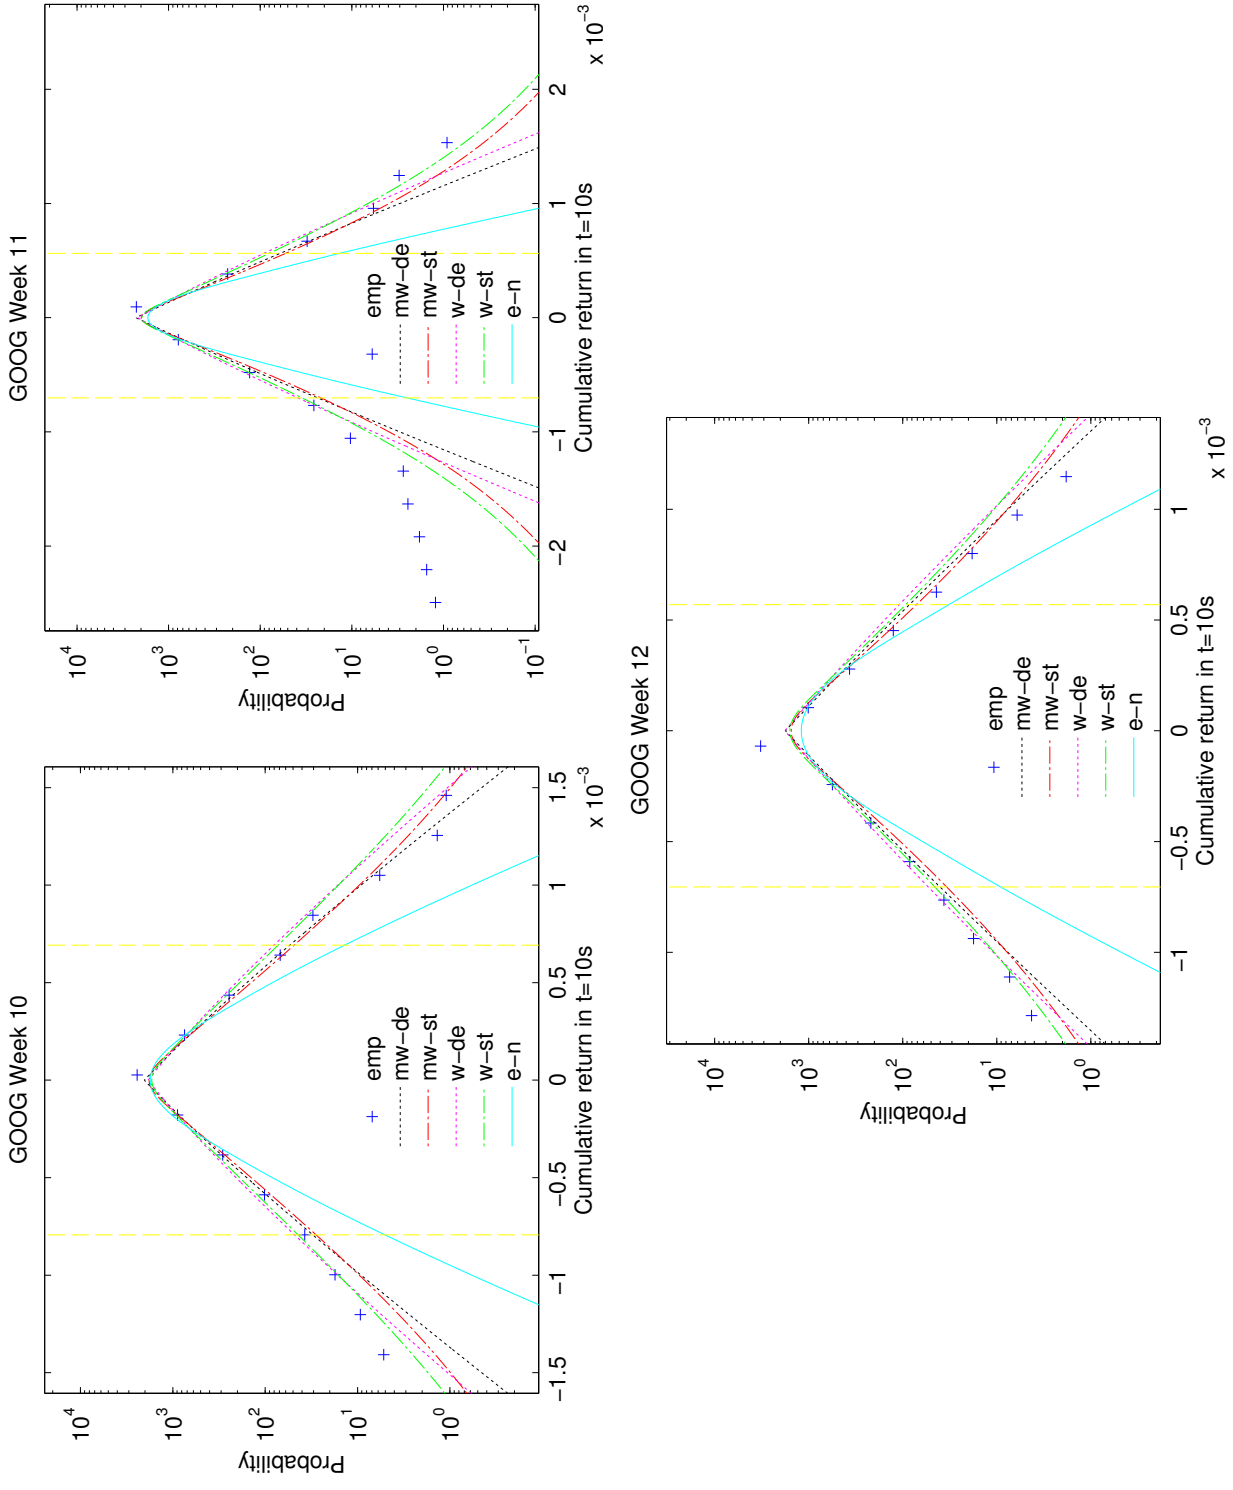 GOOG Week 10
10^4
10^3
10^2
10^1
10^0
Probability
emp
mw−de
mw−st
w−de
w−st
e−n
−1.5 −1 −0.5 0 0.5 1 1.5
x 10^−3
Cumulative return in t=10s
GOOG Week 11
10^4
10^3
10^2
10^1
10^0
10^−1
Probability
emp
mw−de
mw−st
w−de
w−st
e−n
−2 −1 0 1 2
x 10^−3
Cumulative return in t=10s
GOOG Week 12
10^4
10^3
10^2
10^1
10^0
Probability
emp
mw−de
mw−st
w−de
w−st
e−n
−1 −0.5 0 0.5 1
x 10^−3
Cumulative return in t=10s